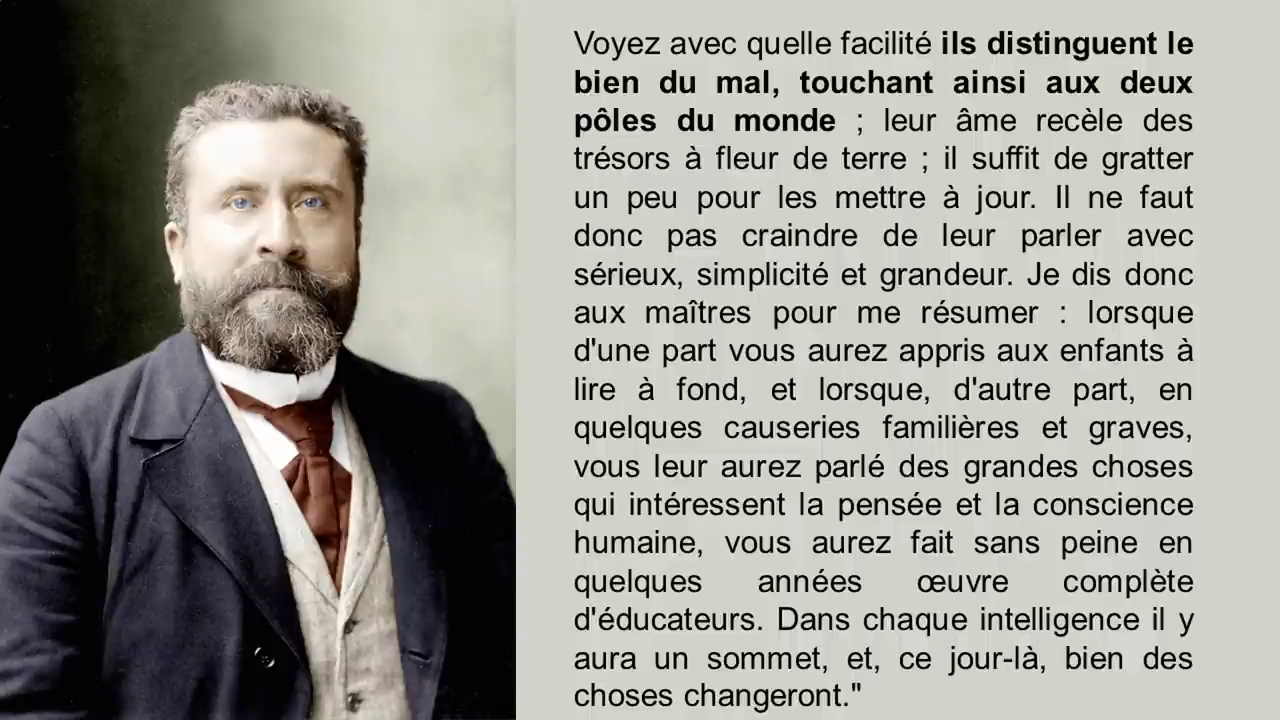 Voyez avec quelle facilité ils distinguent le
bien du mal, touchant ainsi aux deux
pôles du monde ; leur âme recèle des
trésors à fleur de terre ; il suffit de gratter
un peu pour les mettre à jour. Il ne faut
donc pas craindre de leur parler avec
sérieux, simplicité et grandeur. Je dis donc
aux maîtres pour me résumer : lorsque
d'une part vous aurez appris aux enfants à
lire à fond, et lorsque, d'autre part, en
quelques causeries familières et graves,
vous leur aurez parlé des grandes choses
qui intéressent la pensée et la conscience
humaine, vous aurez fait sans peine en
quelques années œuvre complète
d'éducateurs. Dans chaque intelligence il y
aura un sommet, et, ce jour-là, bien des
choses changeront."